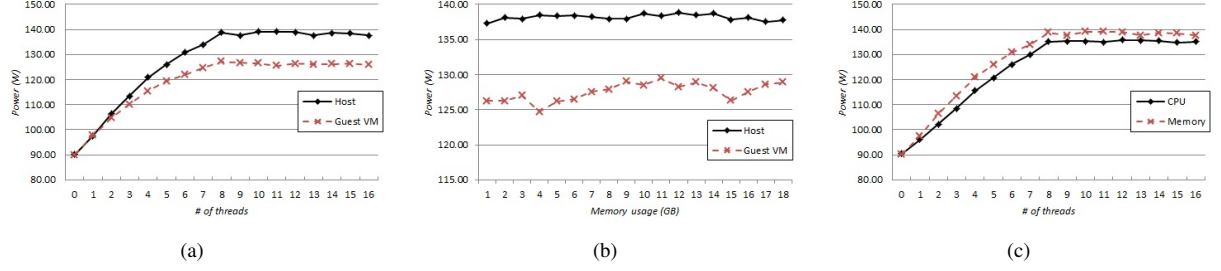 150.00
140.00
130.00
120.00
110.00
100.00
90.00
80.00
Power (W)
Host
Guest VM
0 1 2 3 4 5 6 7 8 9 10 11 12 13 14 15 16
# of threads
(a)
140.00
135.00
130.00
125.00
120.00
115.00
Power (W)
Host
Guest VM
1 2 3 4 5 6 7 8 9 10 11 12 13 14 15 16 17 18
Memory usage (GB)
(b)
150.00
140.00
130.00
120.00
110.00
100.00
90.00
80.00
Power (W)
CPU
Memory
0 1 2 3 4 5 6 7 8 9 10 11 12 13 14 15 16
# of threads
(c)